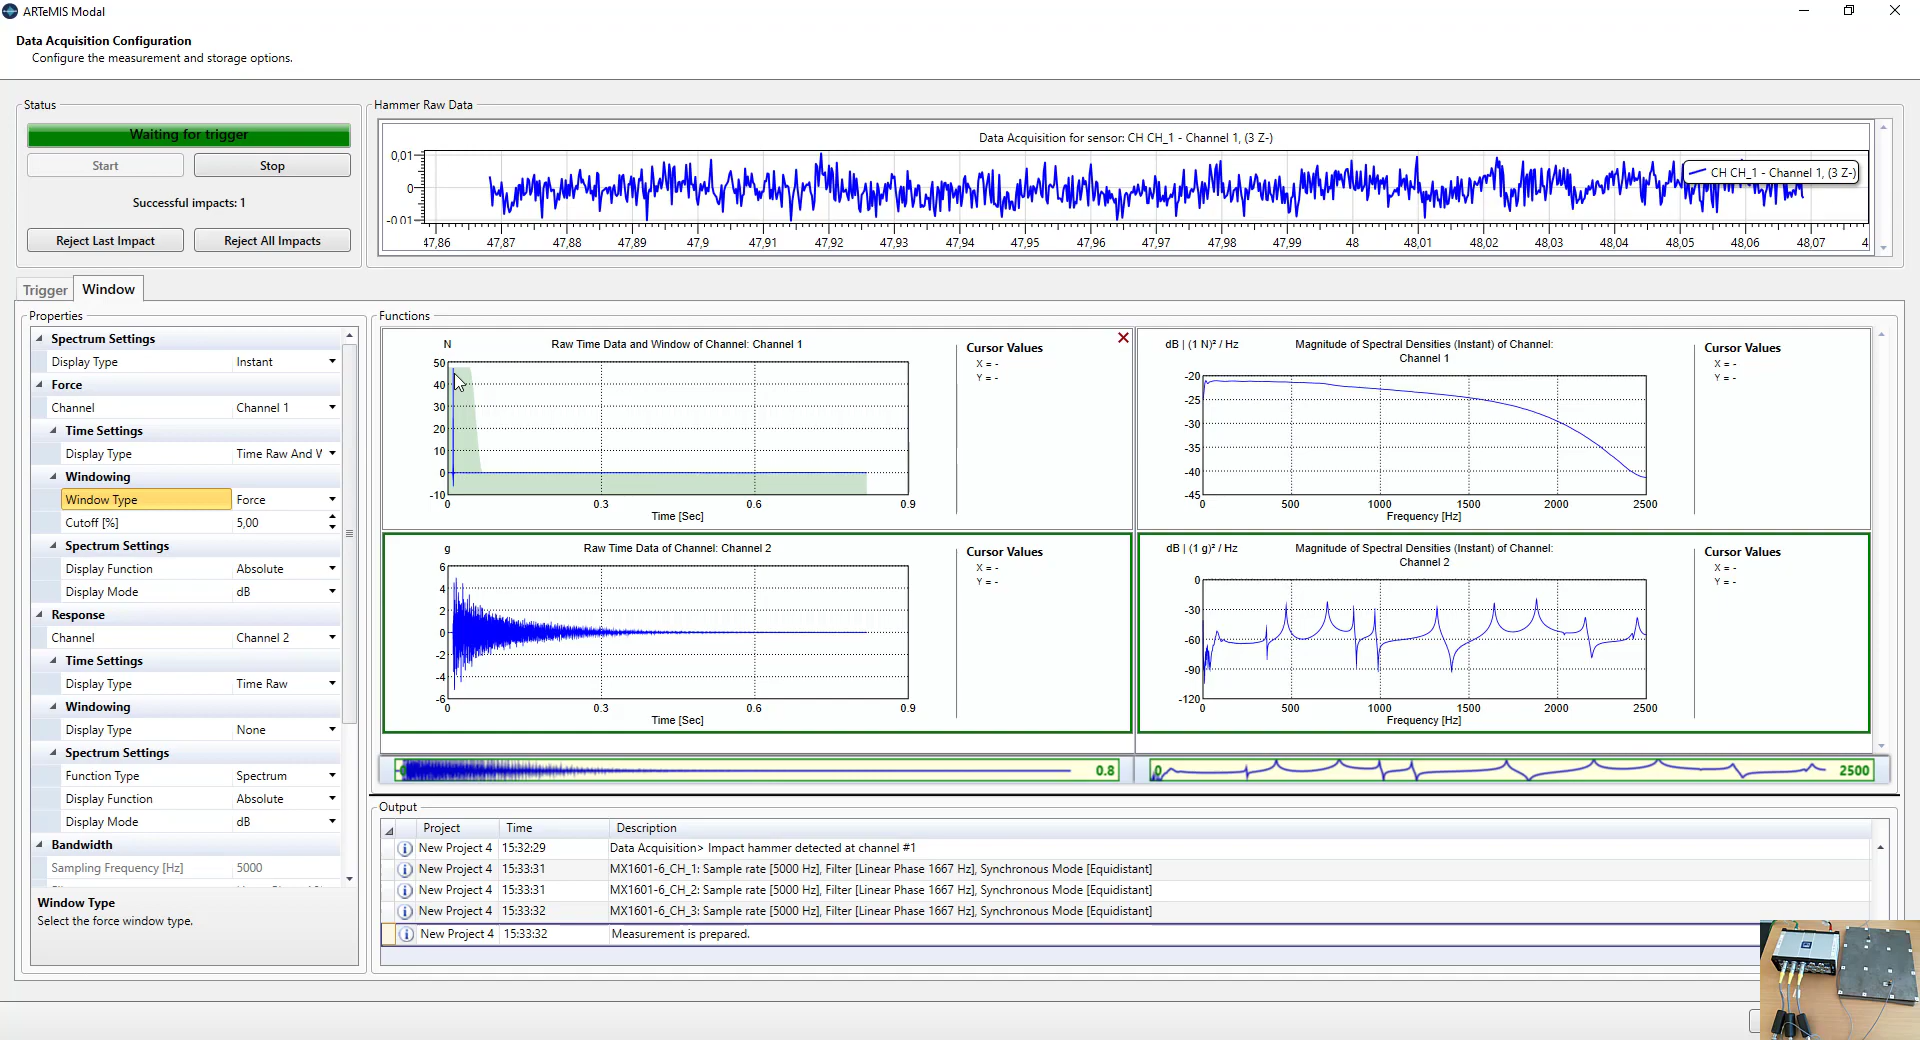 ARTeMIS Modal
Data Acquisition Configuration
Configure the measurement and storage options.
Status
Waiting for trigger
Start
Stop
Successful impacts: 1
Reject Last Impact
Reject All Impacts
Hammer Raw Data
Data Acquisition for sensor: CH CH_1 - Channel 1, (3 Z-)
0,01
0
-0.01
CH CH_1 - Channel 1, (3 Z-)
47,86 47,87 47,88 47,89 47,9 47,91 47,92 47,93 47,94 47,95 47,96 47,97 47,98 47,99 48 48,01 48,02 48,03 48,04 48,05 48,06 48,07 4
Trigger
Window
Properties
Spectrum Settings
Display Type Instant
Force
Channel Channel 1
Time Settings
Display Type Time Raw And V
Windowing
Window Type Force
Cutoff [%] 5,00
Spectrum Settings
Display Function Absolute
Display Mode dB
Response
Channel Channel 2
Time Settings
Display Type Time Raw
Windowing
Display Type None
Spectrum Settings
Function Type Spectrum
Display Function Absolute
Display Mode dB
Bandwidth
Sampling Frequency [Hz] 5000
Window Type
Select the force window type.
Functions
N
Raw Time Data and Window of Channel: Channel 1
50
40
30
20
10
0
-10
0 0.3 0.6 0.9
Time [Sec]
Cursor Values
X = -
Y = -
dB | (1 N)² / Hz
Magnitude of Spectral Densities (Instant) of Channel:
Channel 1
-20
-25
-30
-35
-40
-45
0 500 1000 1500 2000 2500
Frequency [Hz]
Cursor Values
X = -
Y = -
g
Raw Time Data of Channel: Channel 2
6
4
2
0
-2
-4
-6
0 0.3 0.6 0.9
Time [Sec]
Cursor Values
X = -
Y = -
dB | (1 g)² / Hz
Magnitude of Spectral Densities (Instant) of Channel:
Channel 2
0
-30
-60
-90
-120
0 500 1000 1500 2000 2500
Frequency [Hz]
Cursor Values
X = -
Y = -
0 0.8
0 2500
Output
Project Time Description
New Project 4 15:32:29 Data Acquisition> Impact hammer detected at channel #1
New Project 4 15:33:31 MX1601-6_CH_1: Sample rate [5000 Hz], Filter [Linear Phase 1667 Hz], Synchronous Mode [Equidistant]
New Project 4 15:33:31 MX1601-6_CH_2: Sample rate [5000 Hz], Filter [Linear Phase 1667 Hz], Synchronous Mode [Equidistant]
New Project 4 15:33:32 MX1601-6_CH_3: Sample rate [5000 Hz], Filter [Linear Phase 1667 Hz], Synchronous Mode [Equidistant]
New Project 4 15:33:32 Measurement is prepared.